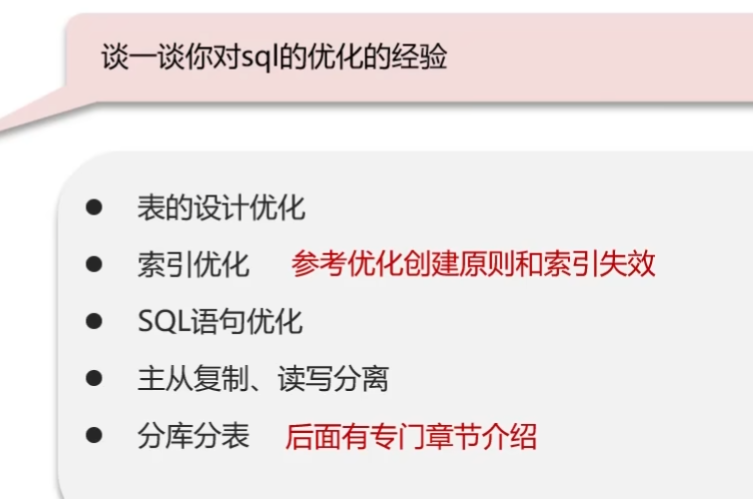 谈一谈你对sql的优化的经验
表的设计优化
索引优化 参考优化创建原则和索引失效
SQL语句优化
主从复制、读写分离
分库分表 后面有专门章节介绍